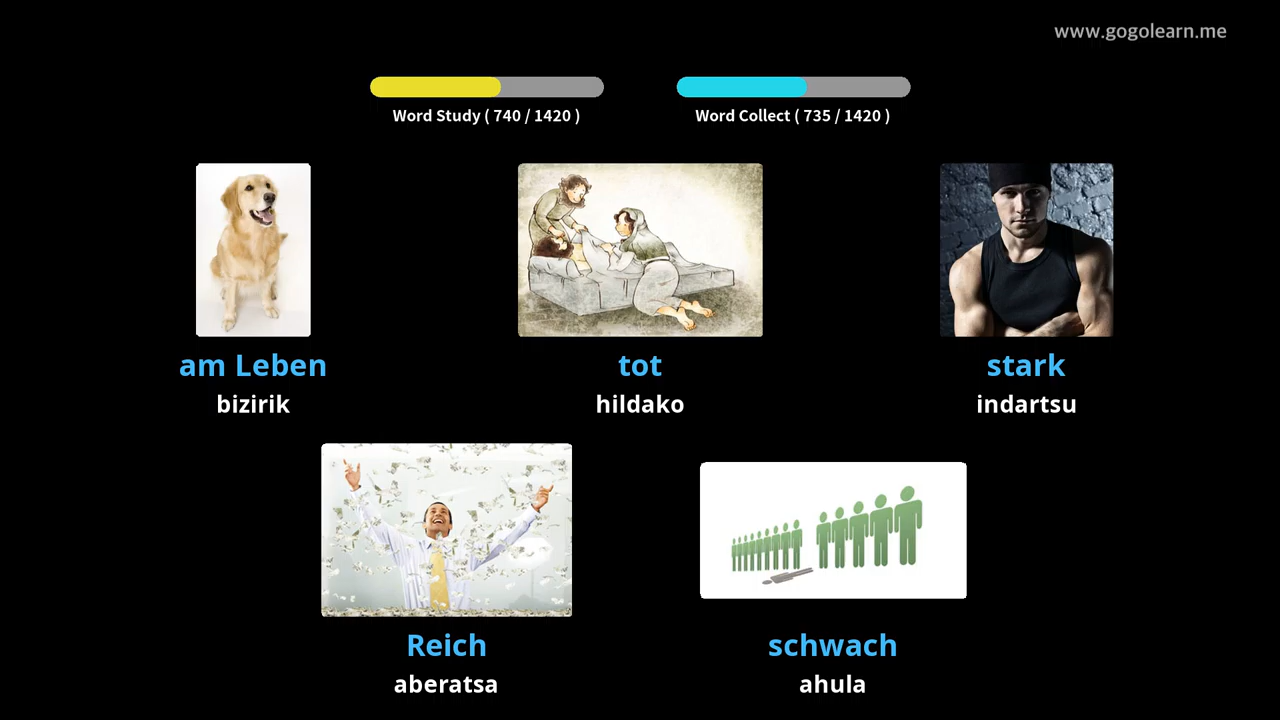 www.gogolearn.me
Word Study ( 740 / 1420 )
Word Collect ( 735 / 1420 )
am Leben
bizirik
tot
hildako
stark
indartsu
Reich
aberatsa
schwach
ahula